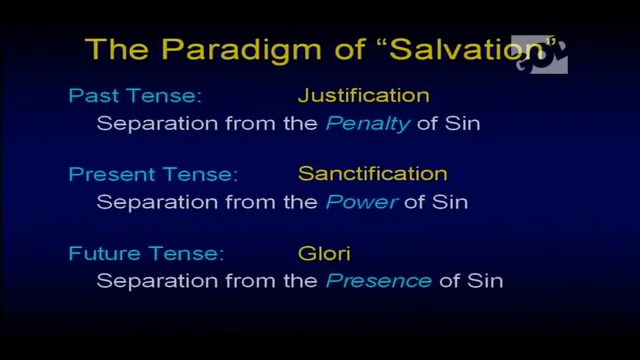 The Paradigm of “Salvation”
Past Tense: Justification
Separation from the Penalty of Sin
Present Tense: Sanctification
Separation from the Power of Sin
Future Tense: Glori
Separation from the Presence of Sin